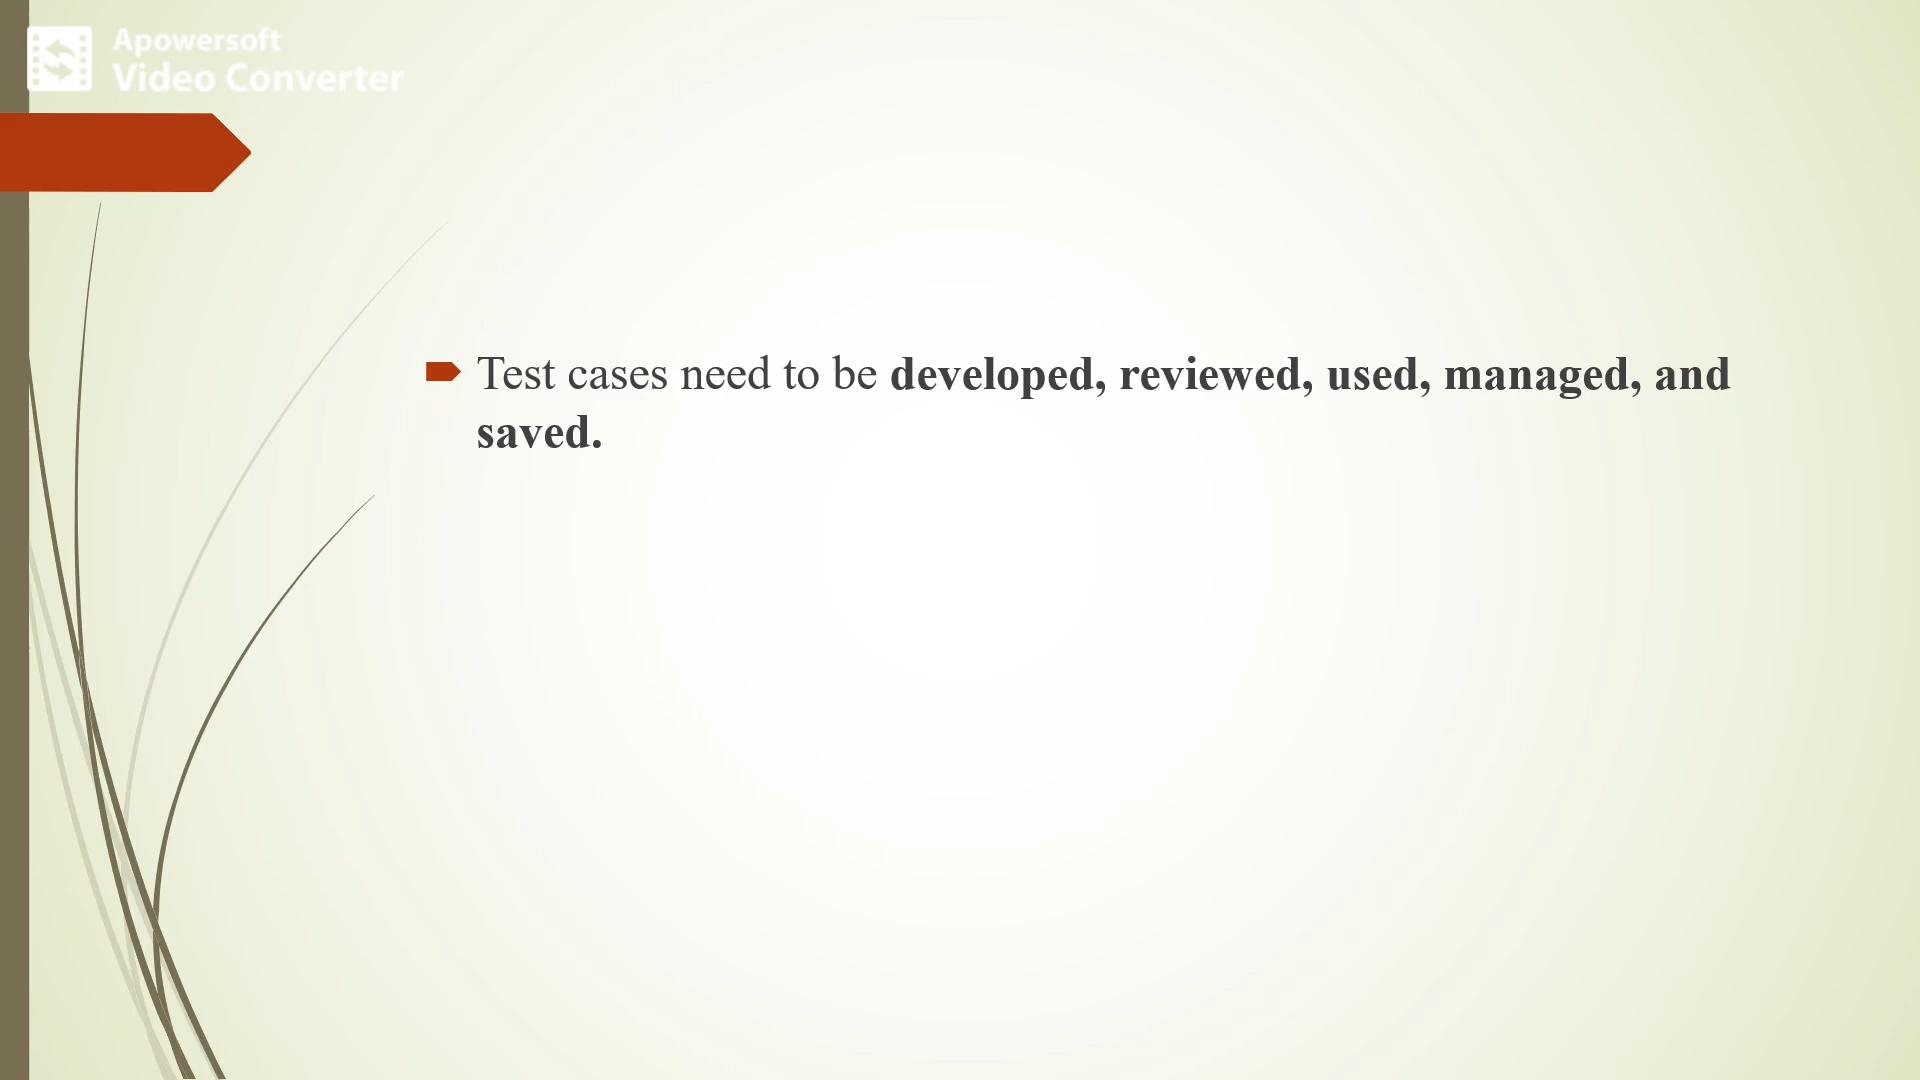 Apowersoft
Video Converter
Test cases need to be developed, reviewed, used, managed, and
saved.